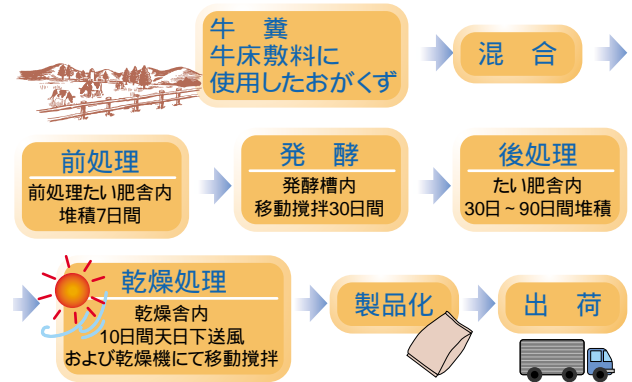 牛　糞
牛床敷料に
使用したおがくず
混　合
前処理
前処理たい肥舎内
堆積7日間
発　酵
発酵槽内
移動撹拌30日間
後処理
たい肥舎内
30日~90日間堆積
乾燥処理
乾燥舎内
10日間天日下送風
および乾燥機にて移動撹拌
製品化
出　荷